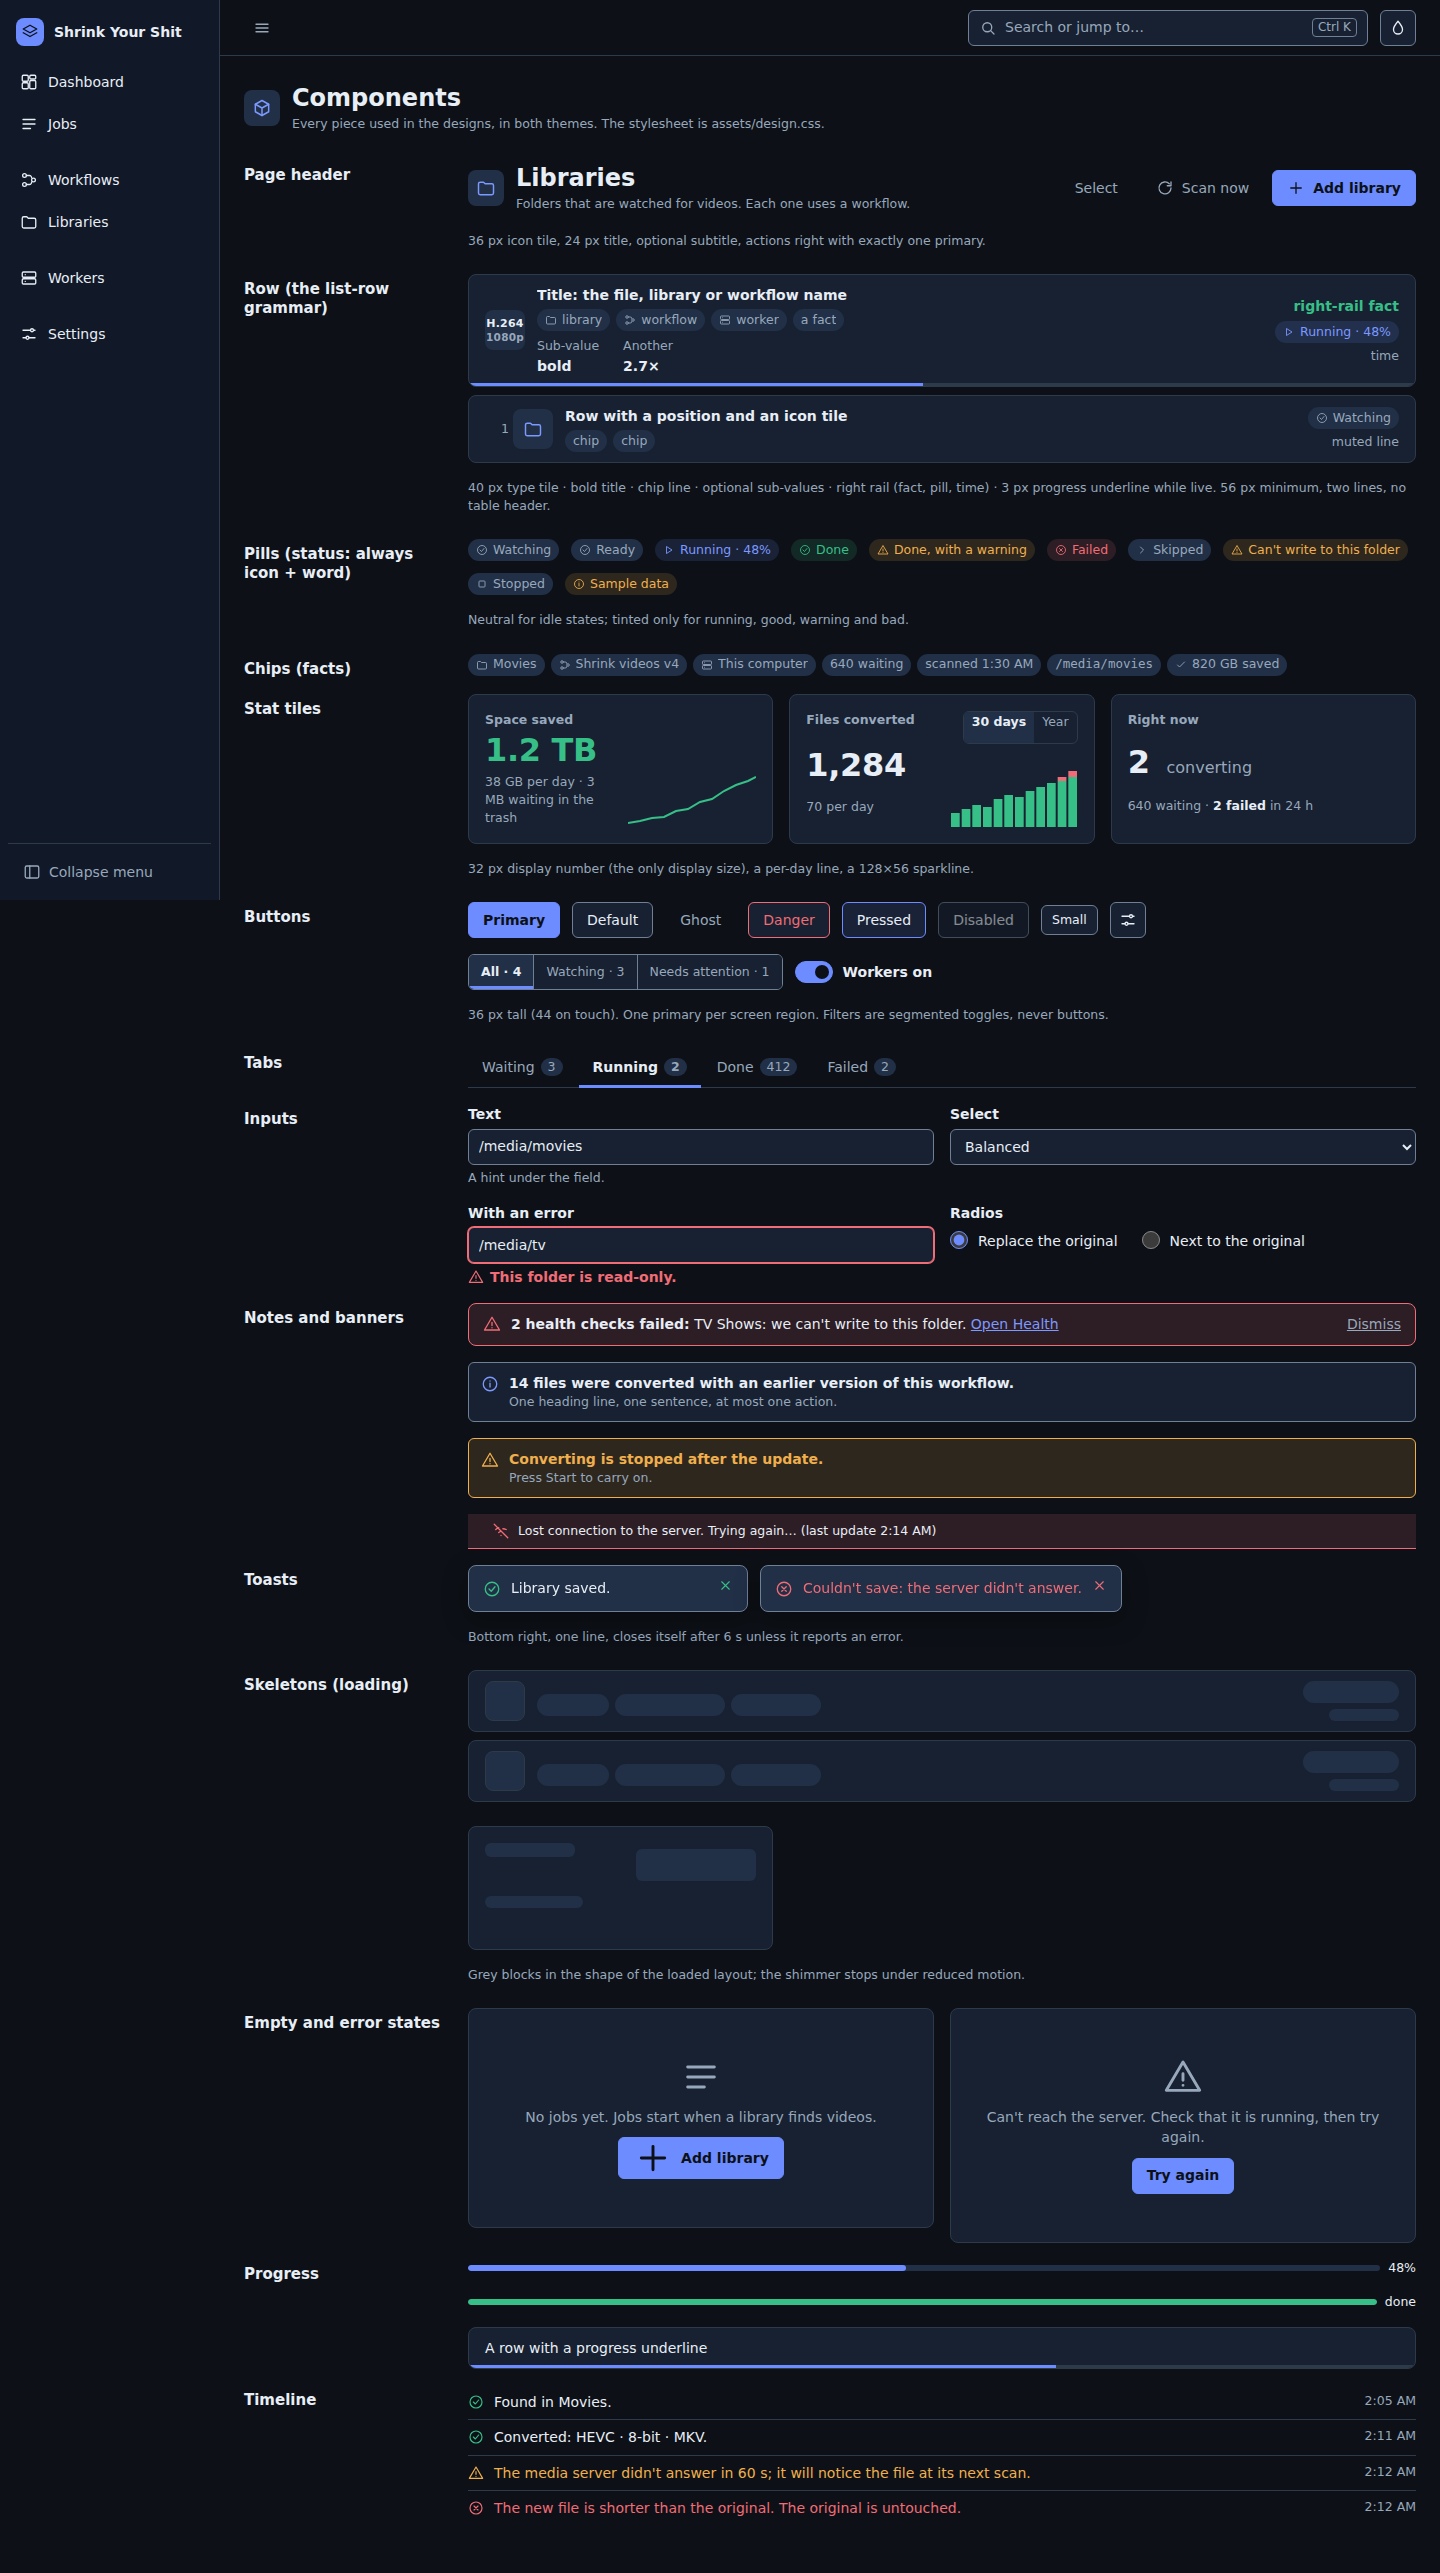 Shrink Your Shit
Dashboard
Jobs
Workflows
Libraries
Workers
Settings
Collapse menu
Search or jump to… Ctrl K
Components
Every piece used in the designs, in both themes. The stylesheet is assets/design.css.
Page header
Libraries
Folders that are watched for videos. Each one uses a workflow.
Select Scan now Add library
36 px icon tile, 24 px title, optional subtitle, actions right with exactly one primary.
Row (the list-row
grammar)
H.264
1080p
Title: the file, library or workflow name
library workflow worker a fact
Sub-value Another
bold 2.7×
right-rail fact
Running · 48%
time
1
Row with a position and an icon tile
chip chip
Watching
muted line
40 px type tile · bold title · chip line · optional sub-values · right rail (fact, pill, time) · 3 px progress underline while live. 56 px minimum, two lines, no
table header.
Pills (status: always
icon + word)
Watching Ready Running · 48% Done Done, with a warning Failed Skipped Can't write to this folder
Stopped Sample data
Neutral for idle states; tinted only for running, good, warning and bad.
Chips (facts)
Movies Shrink videos v4 This computer 640 waiting scanned 1:30 AM /media/movies 820 GB saved
Stat tiles
Space saved
1.2 TB
38 GB per day · 3
MB waiting in the
trash
Files converted
30 days Year
1,284
70 per day
Right now
2 converting
640 waiting · 2 failed in 24 h
32 px display number (the only display size), a per-day line, a 128×56 sparkline.
Buttons
Primary Default Ghost Danger Pressed Disabled Small
All · 4 Watching · 3 Needs attention · 1 Workers on
36 px tall (44 on touch). One primary per screen region. Filters are segmented toggles, never buttons.
Tabs
Waiting 3 Running 2 Done 412 Failed 2
Inputs
Text
/media/movies
A hint under the field.
Select
Balanced
With an error
/media/tv
This folder is read-only.
Radios
Replace the original Next to the original
Notes and banners
2 health checks failed: TV Shows: we can't write to this folder. Open Health Dismiss
14 files were converted with an earlier version of this workflow.
One heading line, one sentence, at most one action.
Converting is stopped after the update.
Press Start to carry on.
Lost connection to the server. Trying again… (last update 2:14 AM)
Toasts
Library saved.
Couldn't save: the server didn't answer.
Bottom right, one line, closes itself after 6 s unless it reports an error.
Skeletons (loading)
Grey blocks in the shape of the loaded layout; the shimmer stops under reduced motion.
Empty and error states
No jobs yet. Jobs start when a library finds videos.
Add library
Can't reach the server. Check that it is running, then try
again.
Try again
Progress
48%
done
A row with a progress underline
Timeline
Found in Movies. 2:05 AM
Converted: HEVC · 8-bit · MKV. 2:11 AM
The media server didn't answer in 60 s; it will notice the file at its next scan. 2:12 AM
The new file is shorter than the original. The original is untouched. 2:12 AM